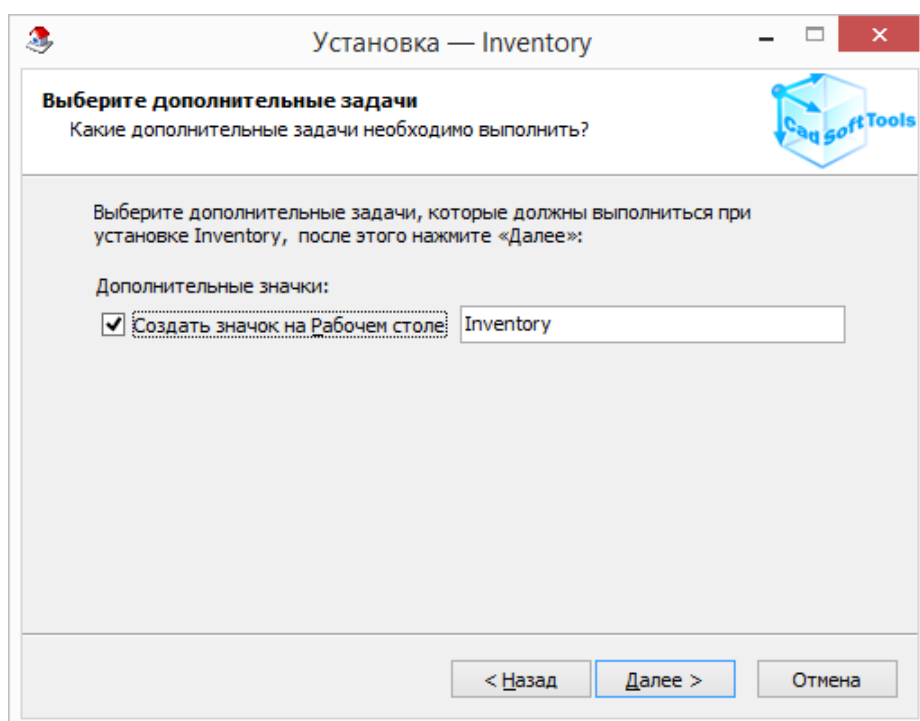 Установка — Inventory
Выберите дополнительные задачи
Какие дополнительные задачи необходимо выполнить?
Cad Soft Tools
Выберите дополнительные задачи, которые должны выполниться при
установке Inventory, после этого нажмите «Далее»:
Дополнительные значки:
Создать значок на Рабочем столе Inventory
< Назад Далее > Отмена